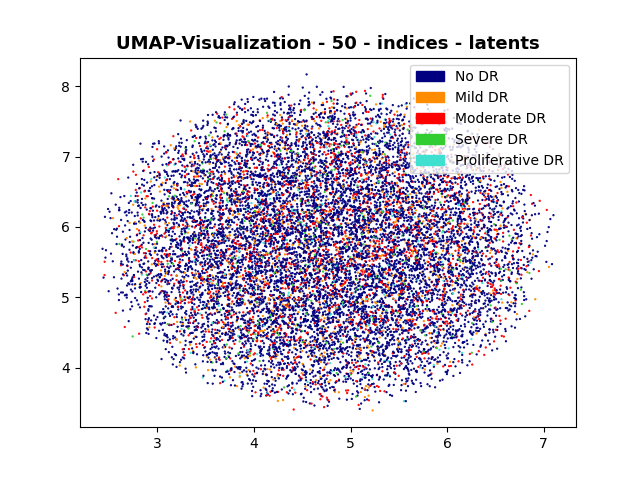 UMAP-Visualization - 50 - indices - latents
8
7
6
5
4
3 4 5 6 7
No DR
Mild DR
Moderate DR
Severe DR
Proliferative DR